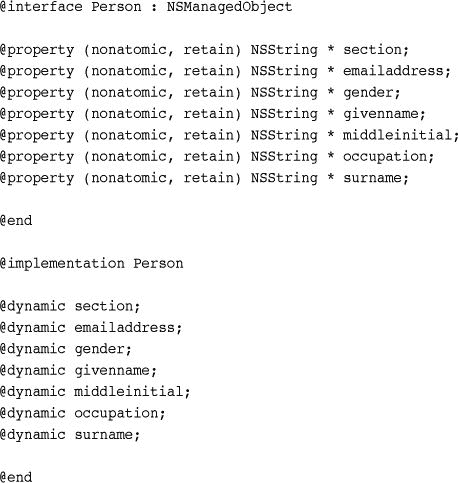 @interface Person : NSManagedObject
@property (nonatomic, retain) NSString * section;
@property (nonatomic, retain) NSString * emailaddress;
@property (nonatomic, retain) NSString * gender;
@property (nonatomic, retain) NSString * givenname;
@property (nonatomic, retain) NSString * middleinitial;
@property (nonatomic, retain) NSString * occupation;
@property (nonatomic, retain) NSString * surname;
@end
@implementation Person
@dynamic section;
@dynamic emailaddress;
@dynamic gender;
@dynamic givenname;
@dynamic middleinitial;
@dynamic occupation;
@dynamic surname;
@end